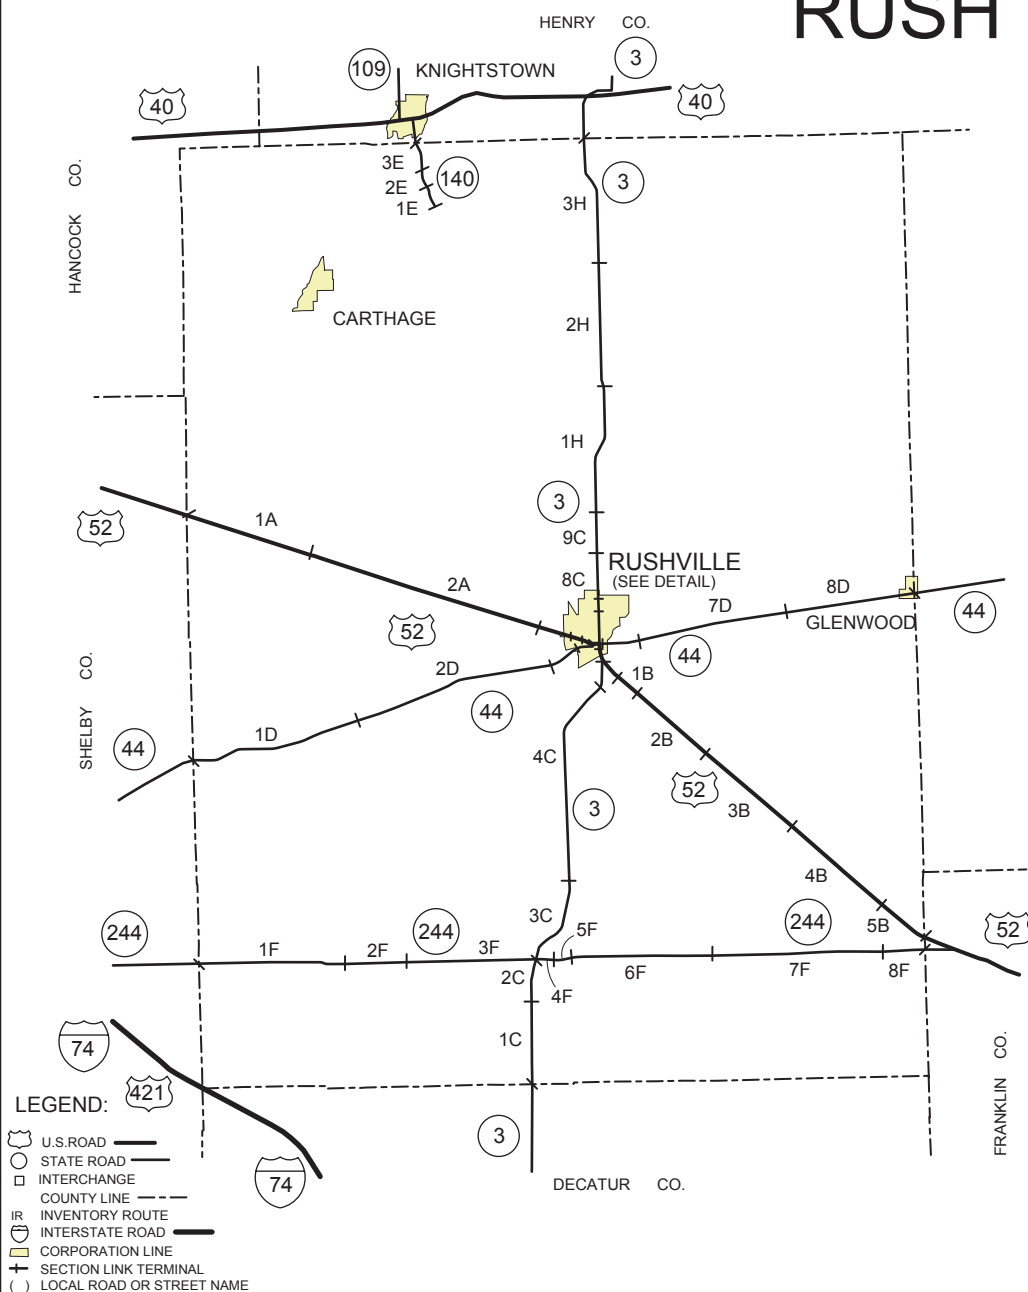 RUSH
HENRY CO.
3
109
KNIGHTSTOWN
40
40
3E
140
2E
1E
3
3H
HANCOCK CO.
CARTHAGE
2H
1H
3
52
1A
9C
RUSHVILLE
(SEE DETAIL)
8C
2A
7D
8D
GLENWOOD
44
52
44
2D
1B
44
1D
44
SHELBY CO.
2B
4C
52
3B
3
4B
244
1F
2F
244
3F
3C
5F
244
5B
52
2C
4F
6F
7F
8F
1C
74
421
FRANKLIN CO.
3
74
DECATUR CO.
LEGEND:
U.S.ROAD
STATE ROAD
INTERCHANGE
COUNTY LINE
IR INVENTORY ROUTE
INTERSTATE ROAD
CORPORATION LINE
SECTION LINK TERMINAL
( ) LOCAL ROAD OR STREET NAME